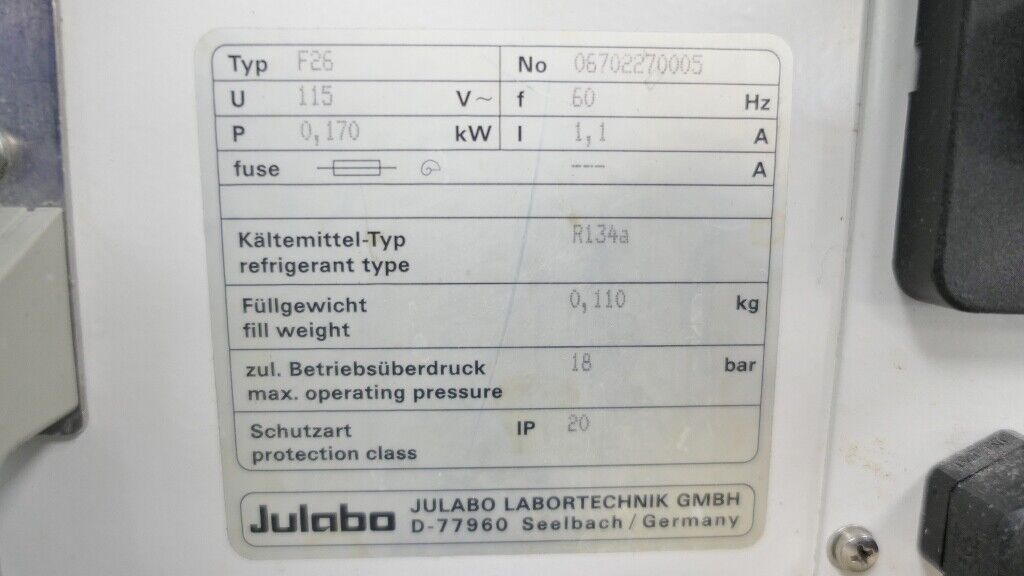 Typ F26 No 06702270005
U 115 V~ f 60 Hz
P 0,170 kW I 1,1 A
fuse --- A
Kältemittel-Typ R134a
refrigerant type
Füllgewicht 0,110 kg
fill weight
zul. Betriebsüberdruck 18 bar
max. operating pressure
Schutzart IP 20
protection class
Julabo JULABO LABORTECHNIK GMBH
D-77960 Seelbach / Germany